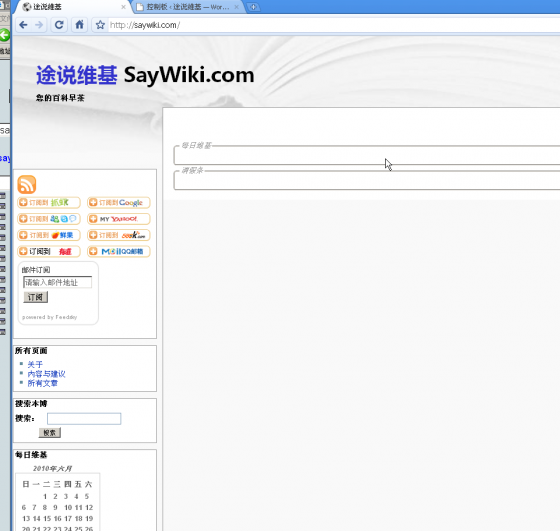 途说维基
控制板 ‹ 途说维基 — Wor...
http://saywiki.com/
途说维基 SayWiki.com
您的百科早茶
每日维基
请留永
订阅到 抓虾
订阅到 Google
订阅到
MY YAHOO!
订阅到 鲜果
订阅到
订阅到 有道
Mail QQ邮箱
邮件订阅
请输入邮件地址
订阅
powered by Feedsky
所有页面
关于
内容与建议
所有文章
搜索本博
搜索：
搜索
每日维基
2010年六月
日 一 二 三 四 五 六
1 2 3 4 5
6 7 8 9 10 11 12
13 14 15 16 17 18 19
20 21 22 23 24 25 26